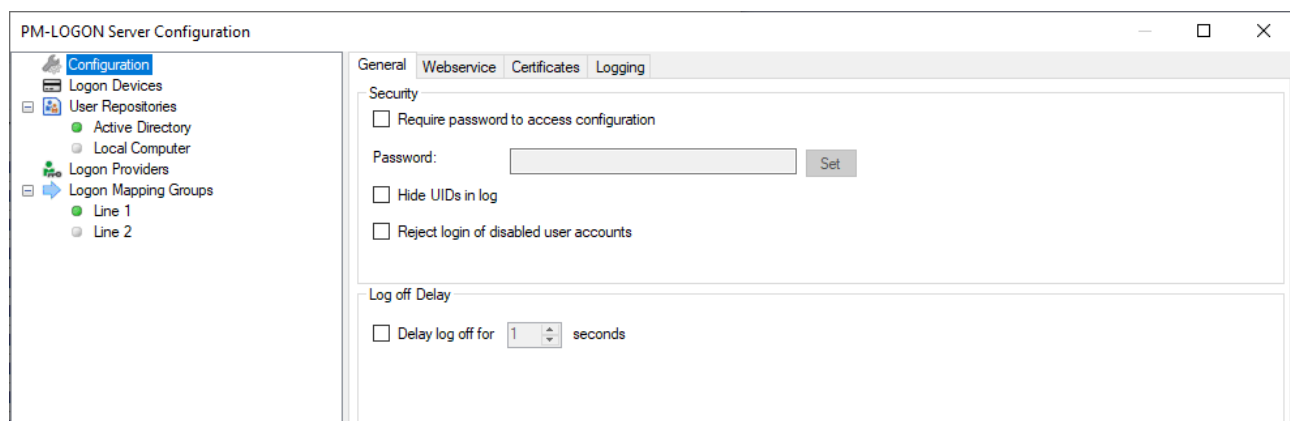 PM-LOGON Server Configuration
Configuration
Logon Devices
User Repositories
Active Directory
Local Computer
Logon Providers
Logon Mapping Groups
Line 1
Line 2
General Webservice Certificates Logging
Security
Require password to access configuration
Password: Set
Hide UIDs in log
Reject login of disabled user accounts
Log off Delay
Delay log off for 1 seconds